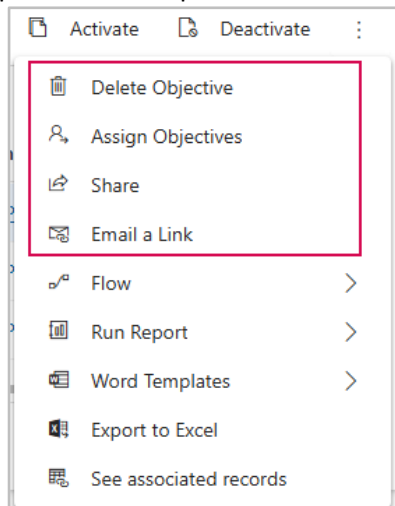 Activate Deactivate
Delete Objective
Assign Objectives
Share
Email a Link
Flow
Run Report
Word Templates
Export to Excel
See associated records